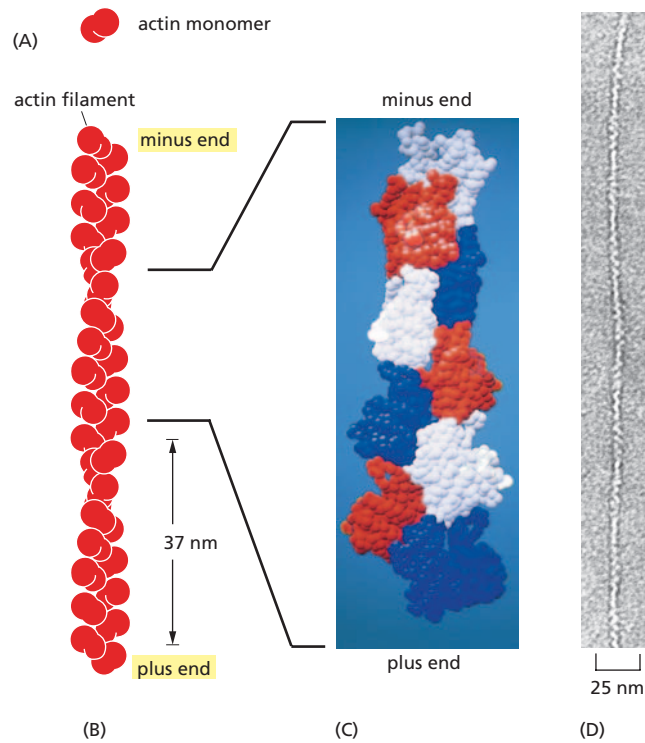 (A)
actin monomer
actin filament
minus end
minus end
37 nm
plus end
plus end
25 nm
(B)
(C)
(D)